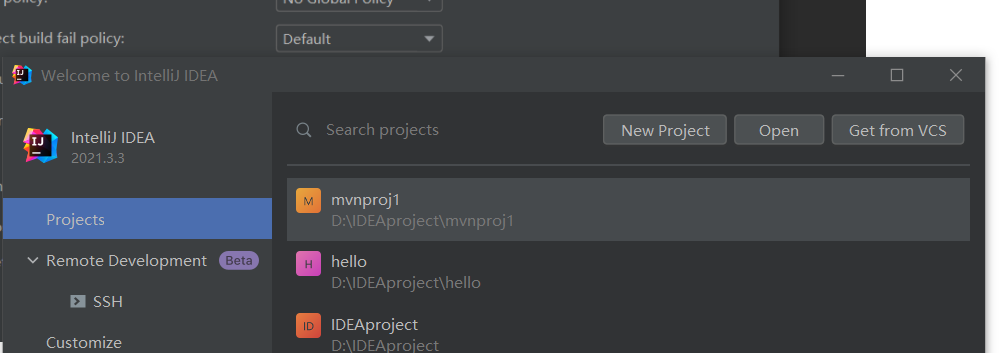 policy:
No Global Policy
ect build fail policy:
Default
Welcome to IntelliJ IDEA
IntelliJ IDEA
2021.3.3
Search projects
New Project
Open
Get from VCS
Projects
Remote Development
Beta
SSH
Customize
M
mvnproj1
D:\IDEAproject\mvnproj1
H
hello
D:\IDEAproject\hello
ID
IDEAproject
D:\IDEAproject